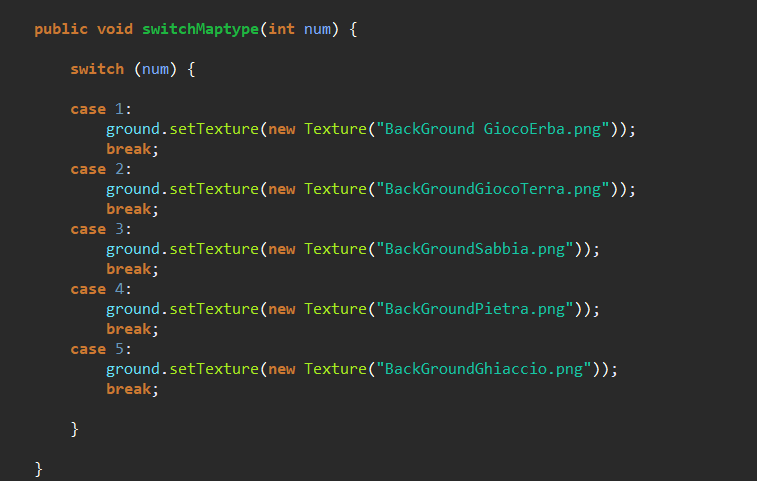 public void switchMaptype(int num) {
switch (num) {
case 1:
ground.setTexture(new Texture("BackGround GiocoErba.png"));
break;
case 2:
ground.setTexture(new Texture("BackGroundGiocoTerra.png"));
break;
case 3:
ground.setTexture(new Texture("BackGroundSabbia.png"));
break;
case 4:
ground.setTexture(new Texture("BackGroundPietra.png"));
break;
case 5:
ground.setTexture(new Texture("BackGroundGhiaccio.png"));
break;
}
}